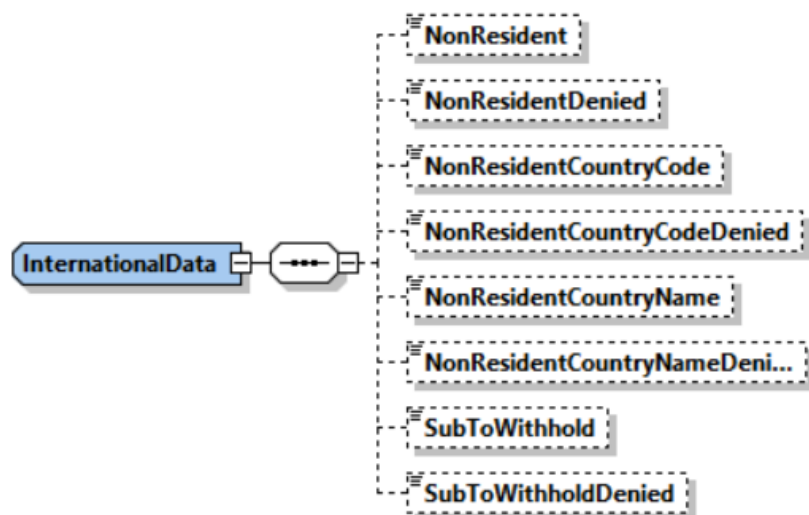 NonResident
NonResidentDenied
NonResidentCountryCode
NonResidentCountryCodeDenied
InternationalData
NonResidentCountryName
NonResidentCountryNameDeni...
SubToWithhold
SubToWithholdDenied